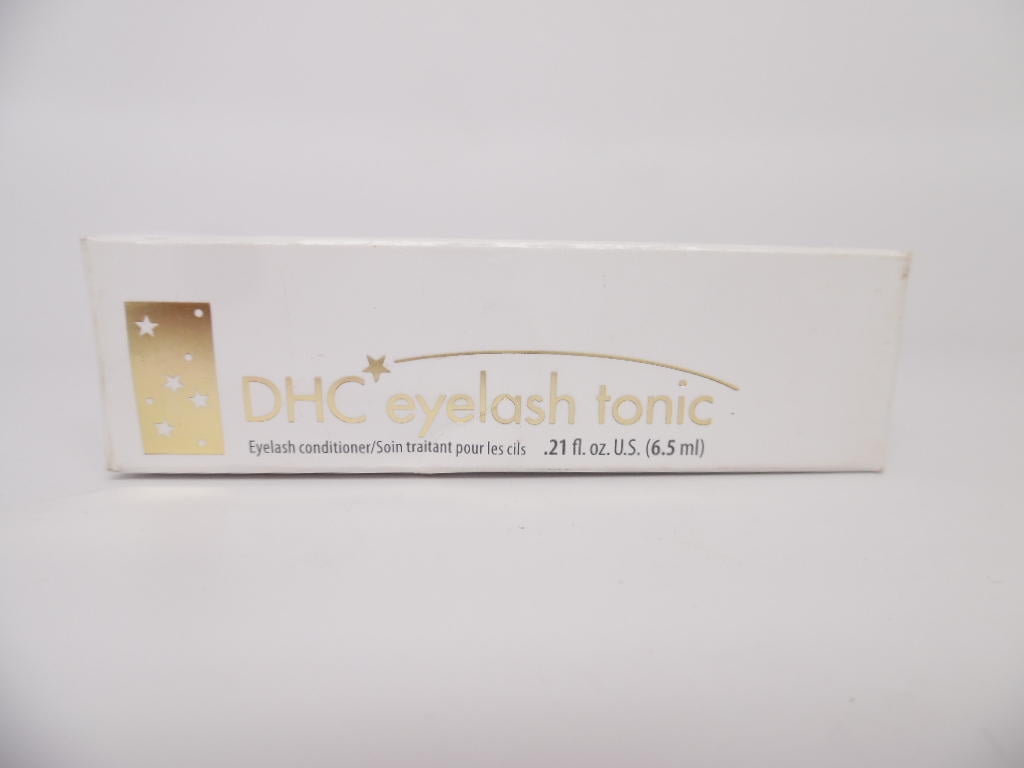 DHC eyelash tonic
Eyelash conditioner/Soin traitant pour les cils .21 fl. oz. U.S. (6.5 ml)